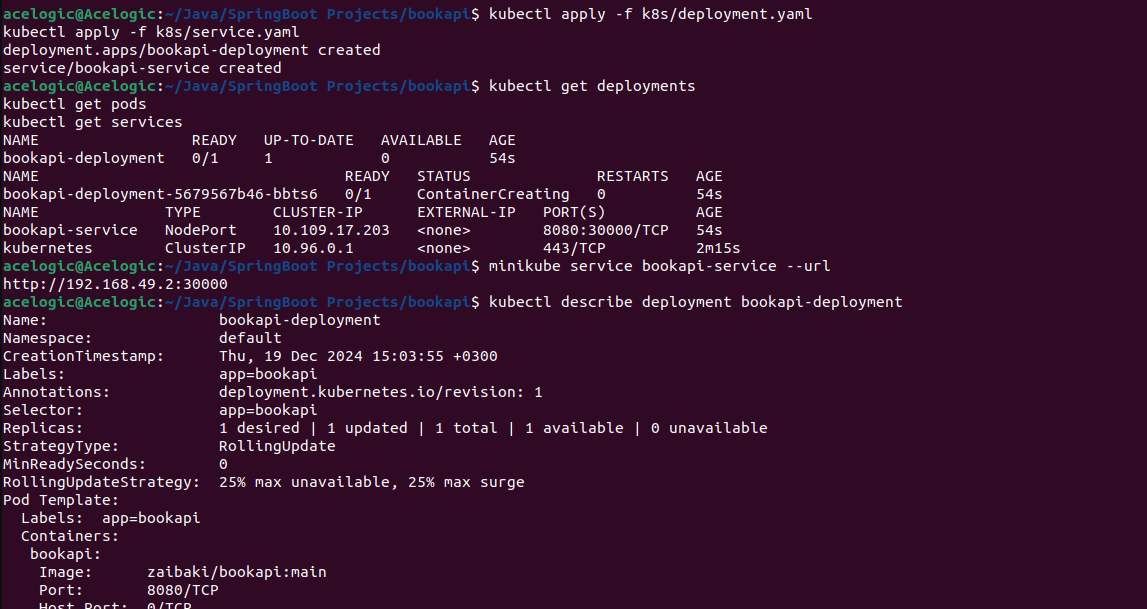 acelogic@Acelogic:~/Java/SpringBoot Projects/bookapi$ kubectl apply -f k8s/deployment.yaml
kubectl apply -f k8s/service.yaml
deployment.apps/bookapi-deployment created
service/bookapi-service created
acelogic@Acelogic:~/Java/SpringBoot Projects/bookapi$ kubectl get deployments
kubectl get pods
kubectl get services
NAME                 READY   UP-TO-DATE   AVAILABLE   AGE
bookapi-deployment   0/1     1            0           54s
NAME                                  READY   STATUS              RESTARTS   AGE
bookapi-deployment-5679567b46-bbts6   0/1     ContainerCreating   0          54s
NAME              TYPE        CLUSTER-IP      EXTERNAL-IP   PORT(S)          AGE
bookapi-service   NodePort    10.109.17.203   <none>        8080:30000/TCP   54s
kubernetes        ClusterIP   10.96.0.1       <none>        443/TCP          2m15s
acelogic@Acelogic:~/Java/SpringBoot Projects/bookapi$ minikube service bookapi-service --url
http://192.168.49.2:30000
acelogic@Acelogic:~/Java/SpringBoot Projects/bookapi$ kubectl describe deployment bookapi-deployment
Name:                   bookapi-deployment
Namespace:              default
CreationTimestamp:      Thu, 19 Dec 2024 15:03:55 +0300
Labels:                 app=bookapi
Annotations:            deployment.kubernetes.io/revision: 1
Selector:               app=bookapi
Replicas:               1 desired | 1 updated | 1 total | 1 available | 0 unavailable
StrategyType:           RollingUpdate
MinReadySeconds:        0
RollingUpdateStrategy:  25% max unavailable, 25% max surge
Pod Template:
  Labels:  app=bookapi
  Containers:
   bookapi:
    Image:      zaibaki/bookapi:main
    Port:       8080/TCP
    Host Port:  0/TCP